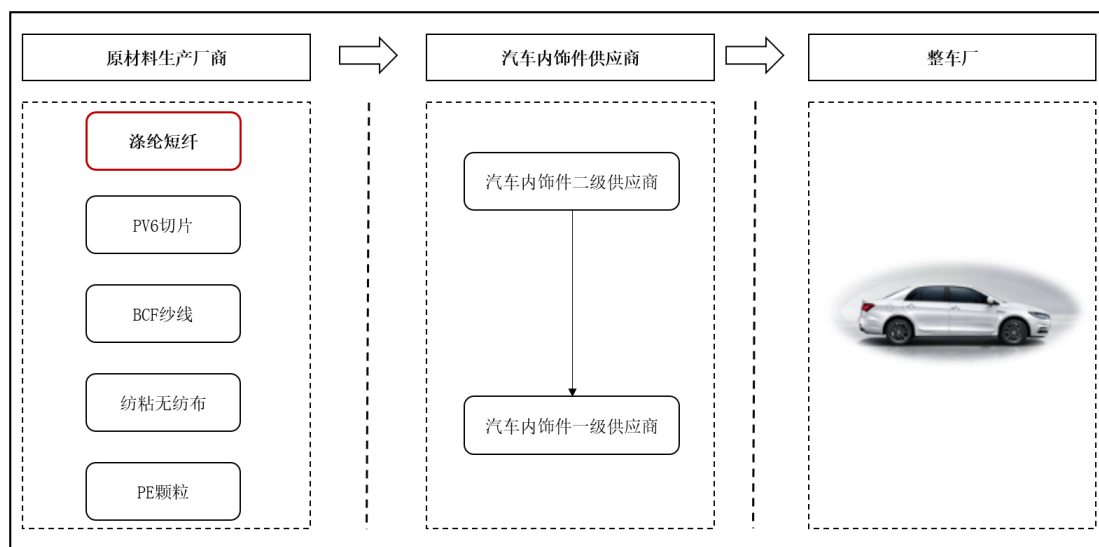 原材料生产厂商
汽车内饰件供应商
整车厂
涤纶短纤
PV6切片
BCF纱线
纺粘无纺布
PE颗粒
汽车内饰件二级供应商
汽车内饰件一级供应商